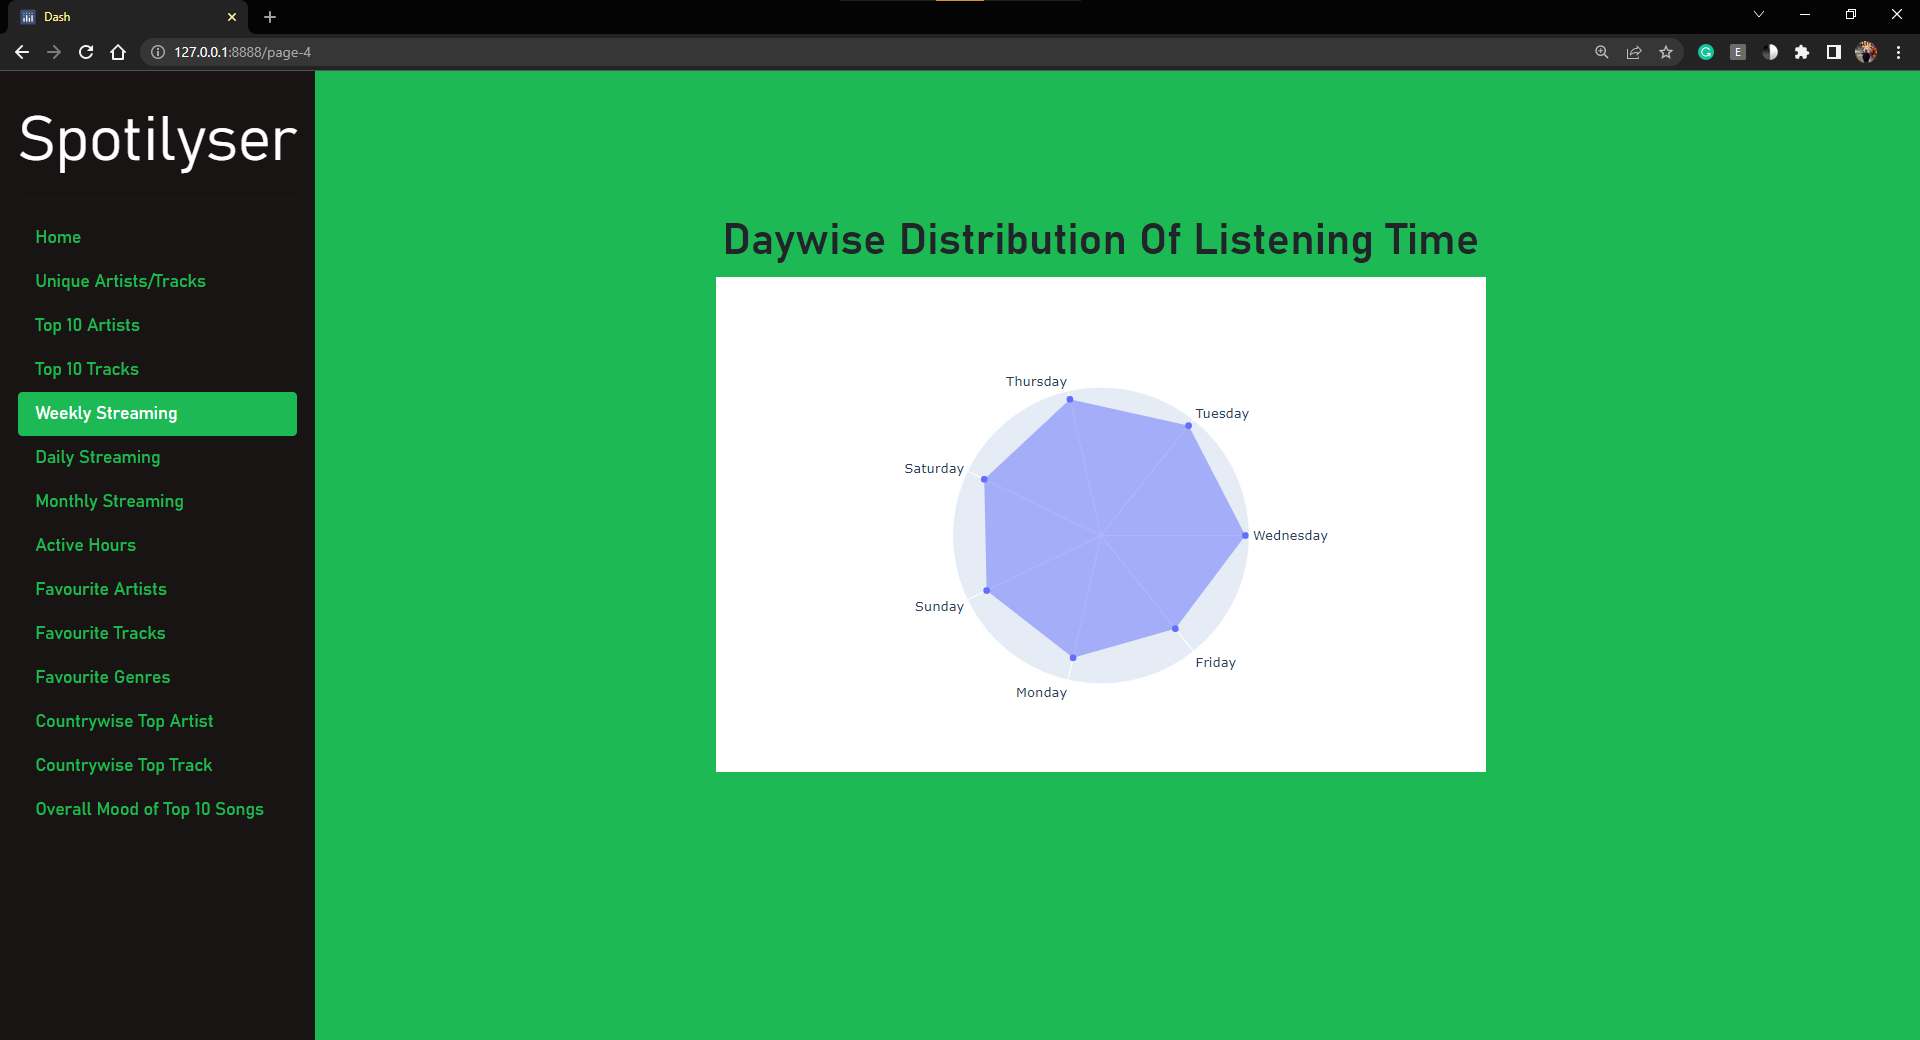 Dash
127.0.0.1:8888/page-4
E
Spotilyser
Home
Unique Artists/Tracks
Top 10 Artists
Top 10 Tracks
Weekly Streaming
Daily Streaming
Monthly Streaming
Active Hours
Favourite Artists
Favourite Tracks
Favourite Genres
Countrywise Top Artist
Countrywise Top Track
Overall Mood of Top 10 Songs
Daywise Distribution Of Listening Time
Thursday
Tuesday
Saturday
Wednesday
Sunday
Friday
Monday